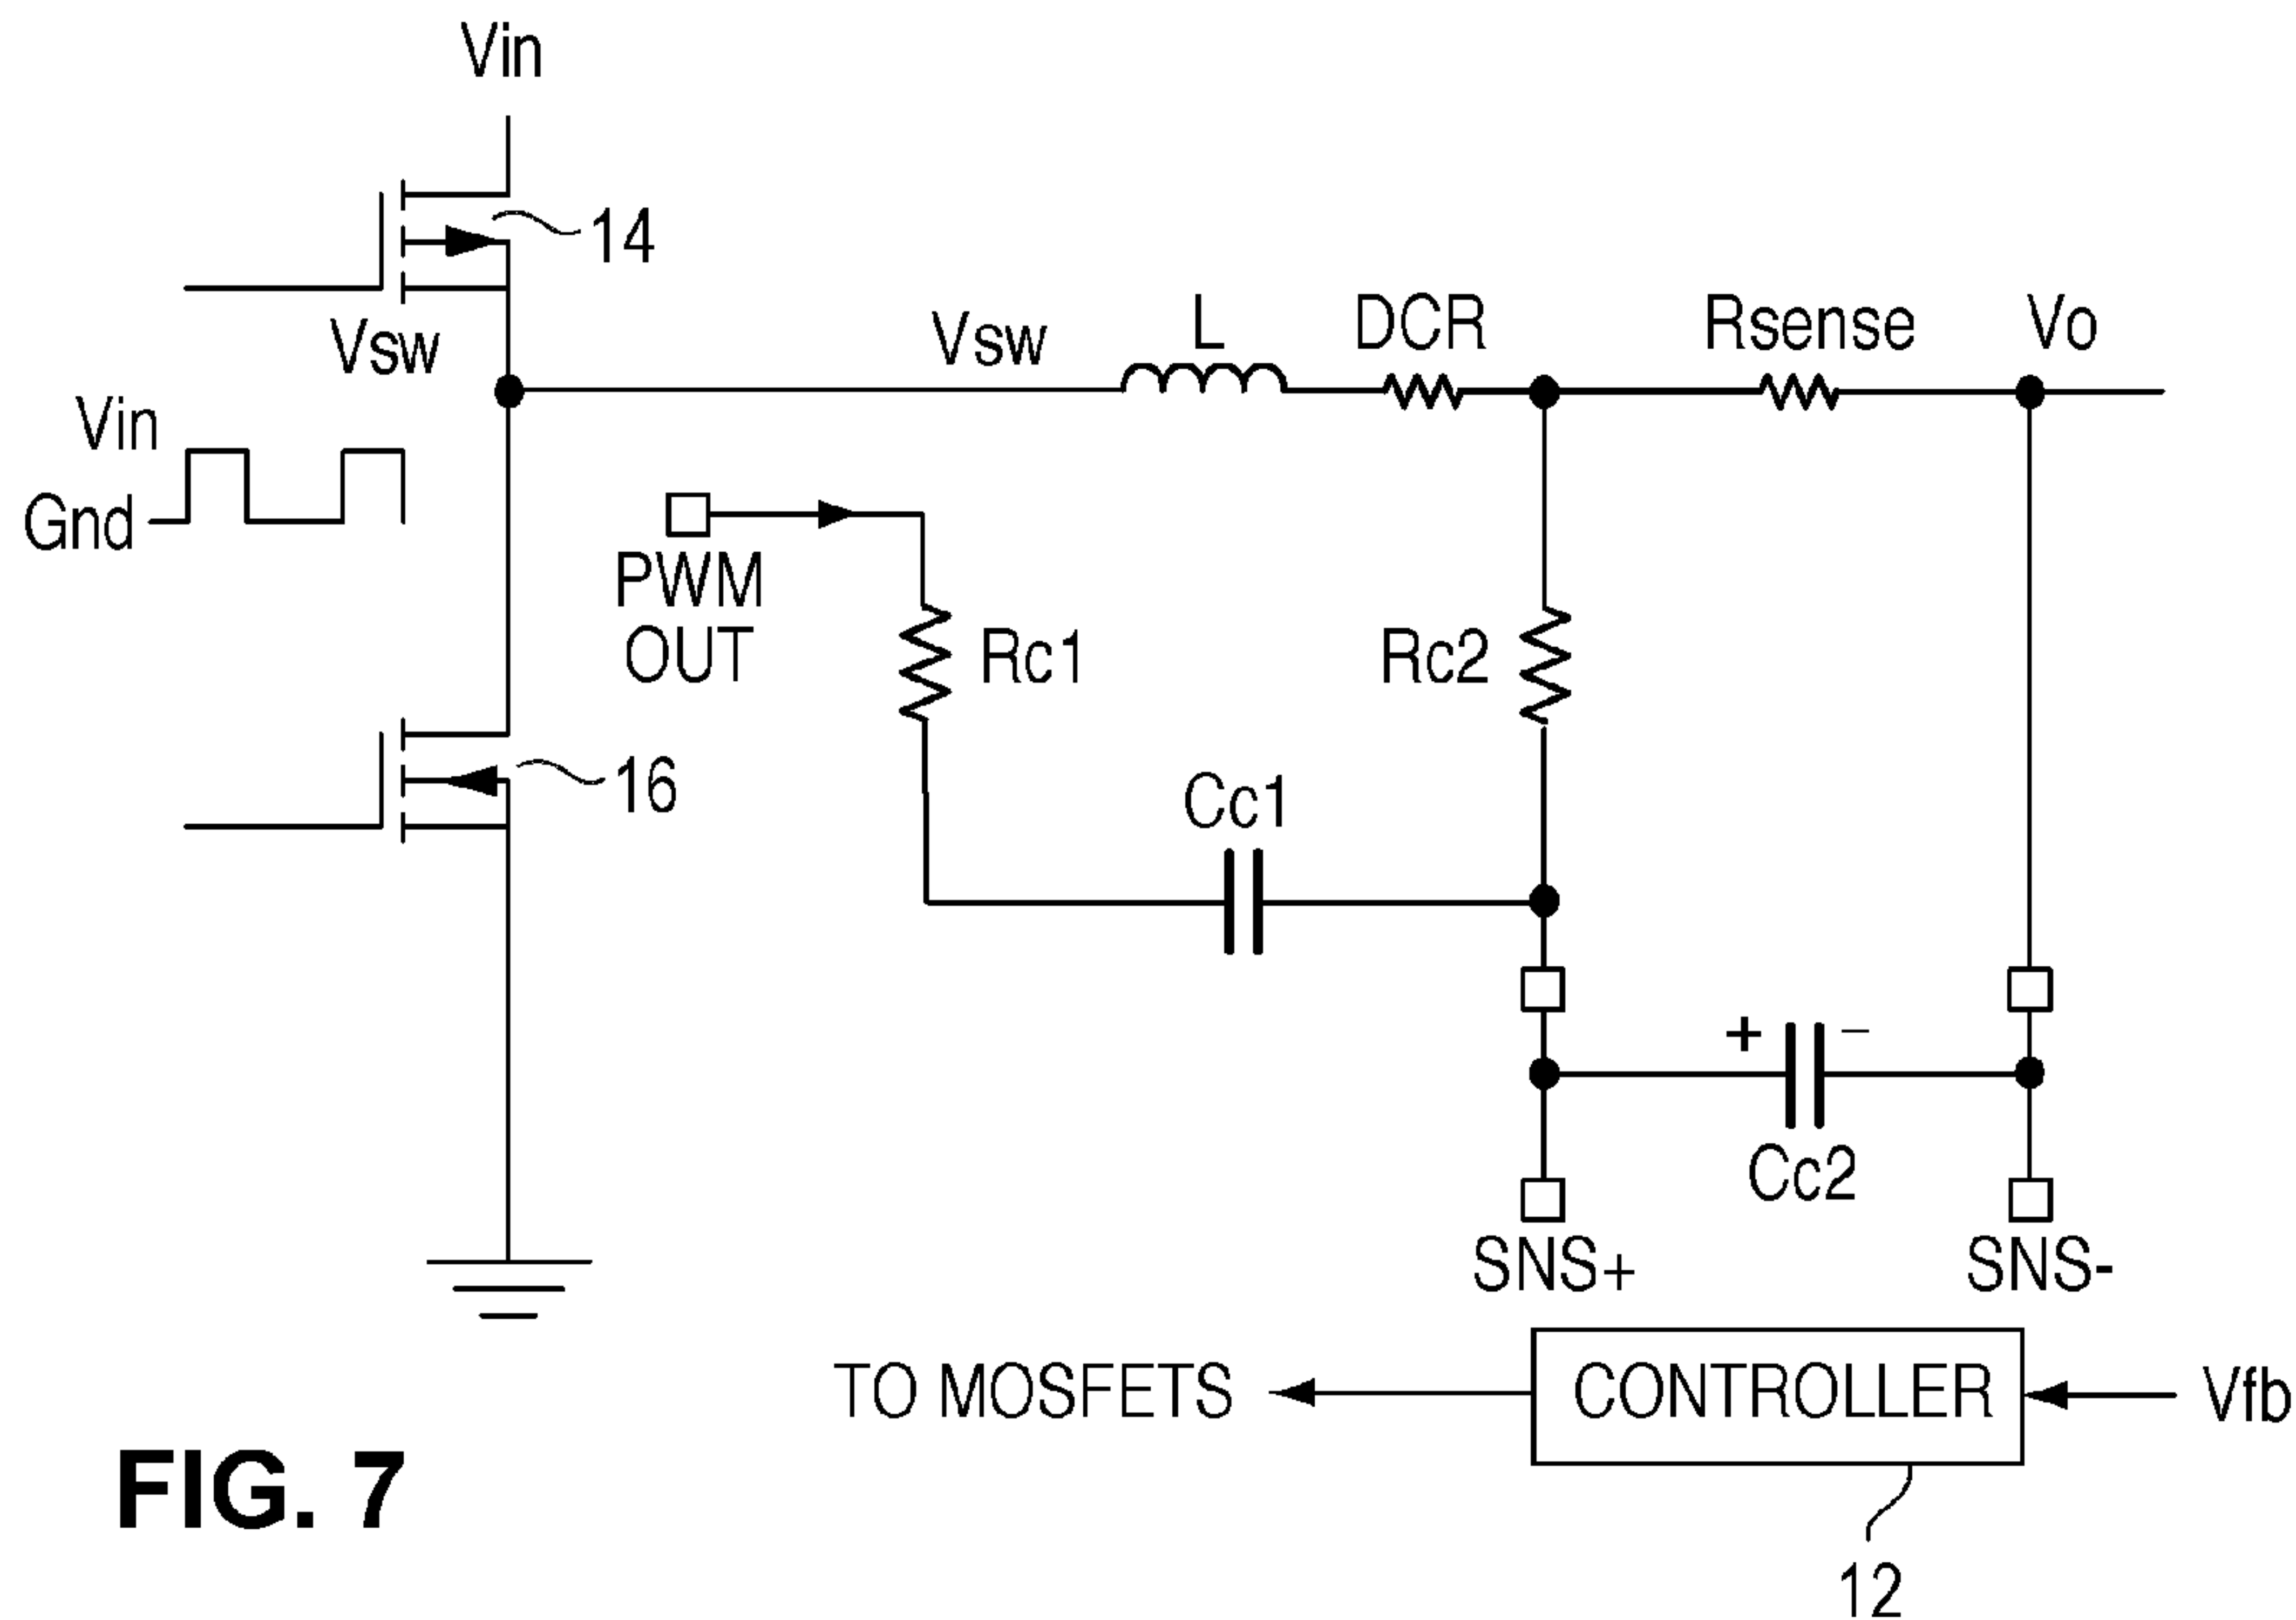 Vin
14
Vsw
Vsw
L
DCR
Rsense
Vo
Vin
Gnd
PWM
OUT
Rc1
Rc2
16
Cc1
+
−
Cc2
SNS+
SNS-
TO MOSFETS
CONTROLLER
Vfb
FIG. 7
12